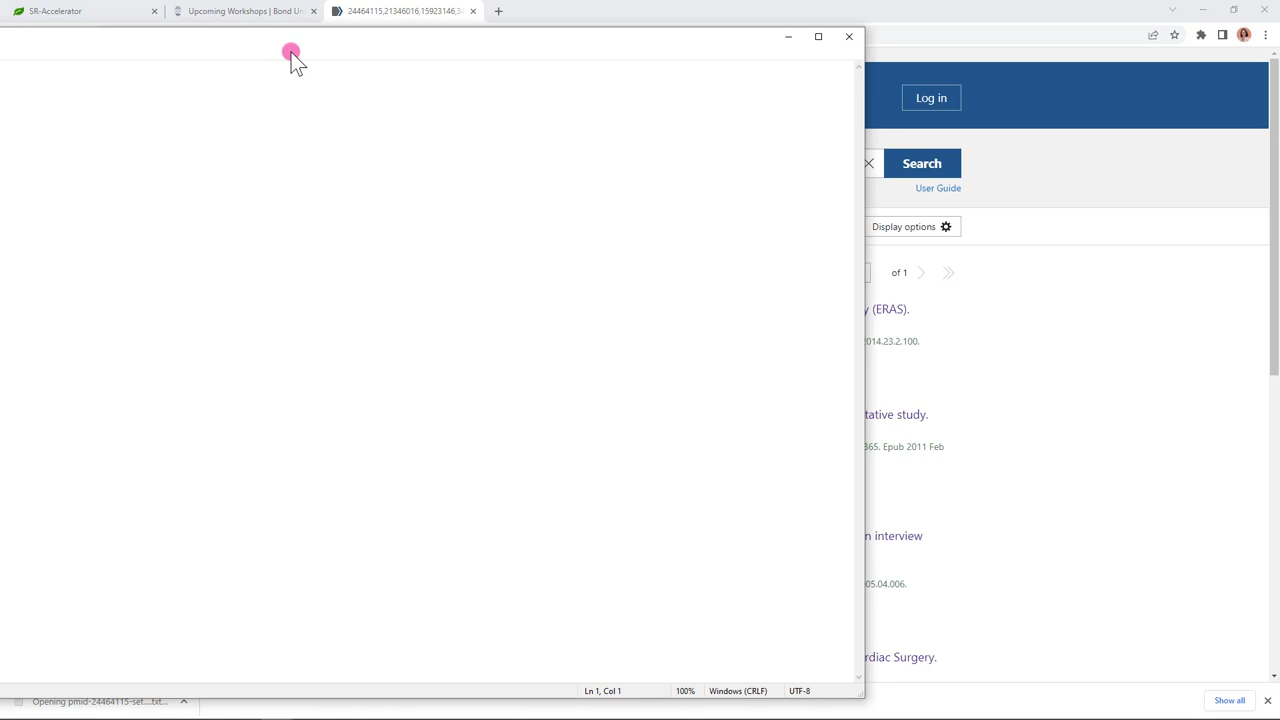 SR-Accelerator
Upcoming Workshops | Bond Un
24464115,21346016,15923146,3
Log in
Search
User Guide
Display options
of 1
y (ERAS).
2014.23.2.100.
tative study.
365. Epub 2011 Feb
n interview
05.04.006.
rdiac Surgery.
Ln 1, Col 1
100%
Windows (CRLF)
UTF-8
Opening pmid-24464115-set....txt...
Show all